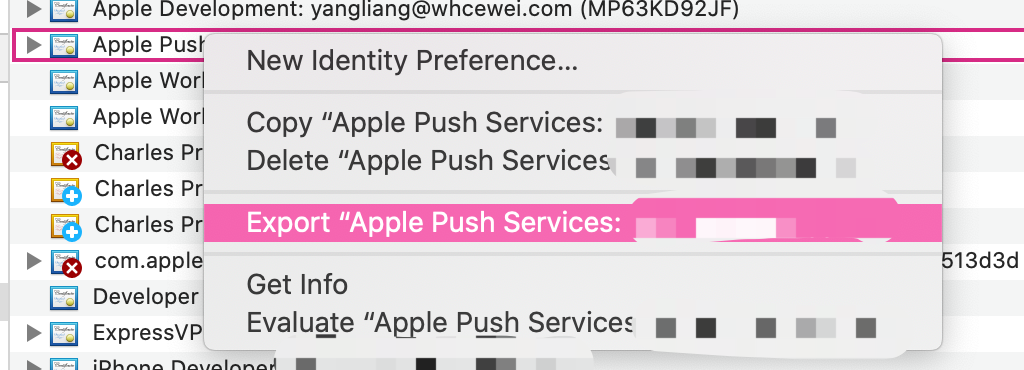 Apple Development: yangliang@whcewei.com (MP63KD92JF)
Apple Push
New Identity Preference...
Apple Worl
Copy “Apple Push Services:
Apple Worl
Charles Pr
Delete “Apple Push Services
Charles Pr
Charles Pr
Export “Apple Push Services:
com.apple 513d3d
Get Info
Developer
ExpressVP
Evaluate “Apple Push Services
iPhone Developer